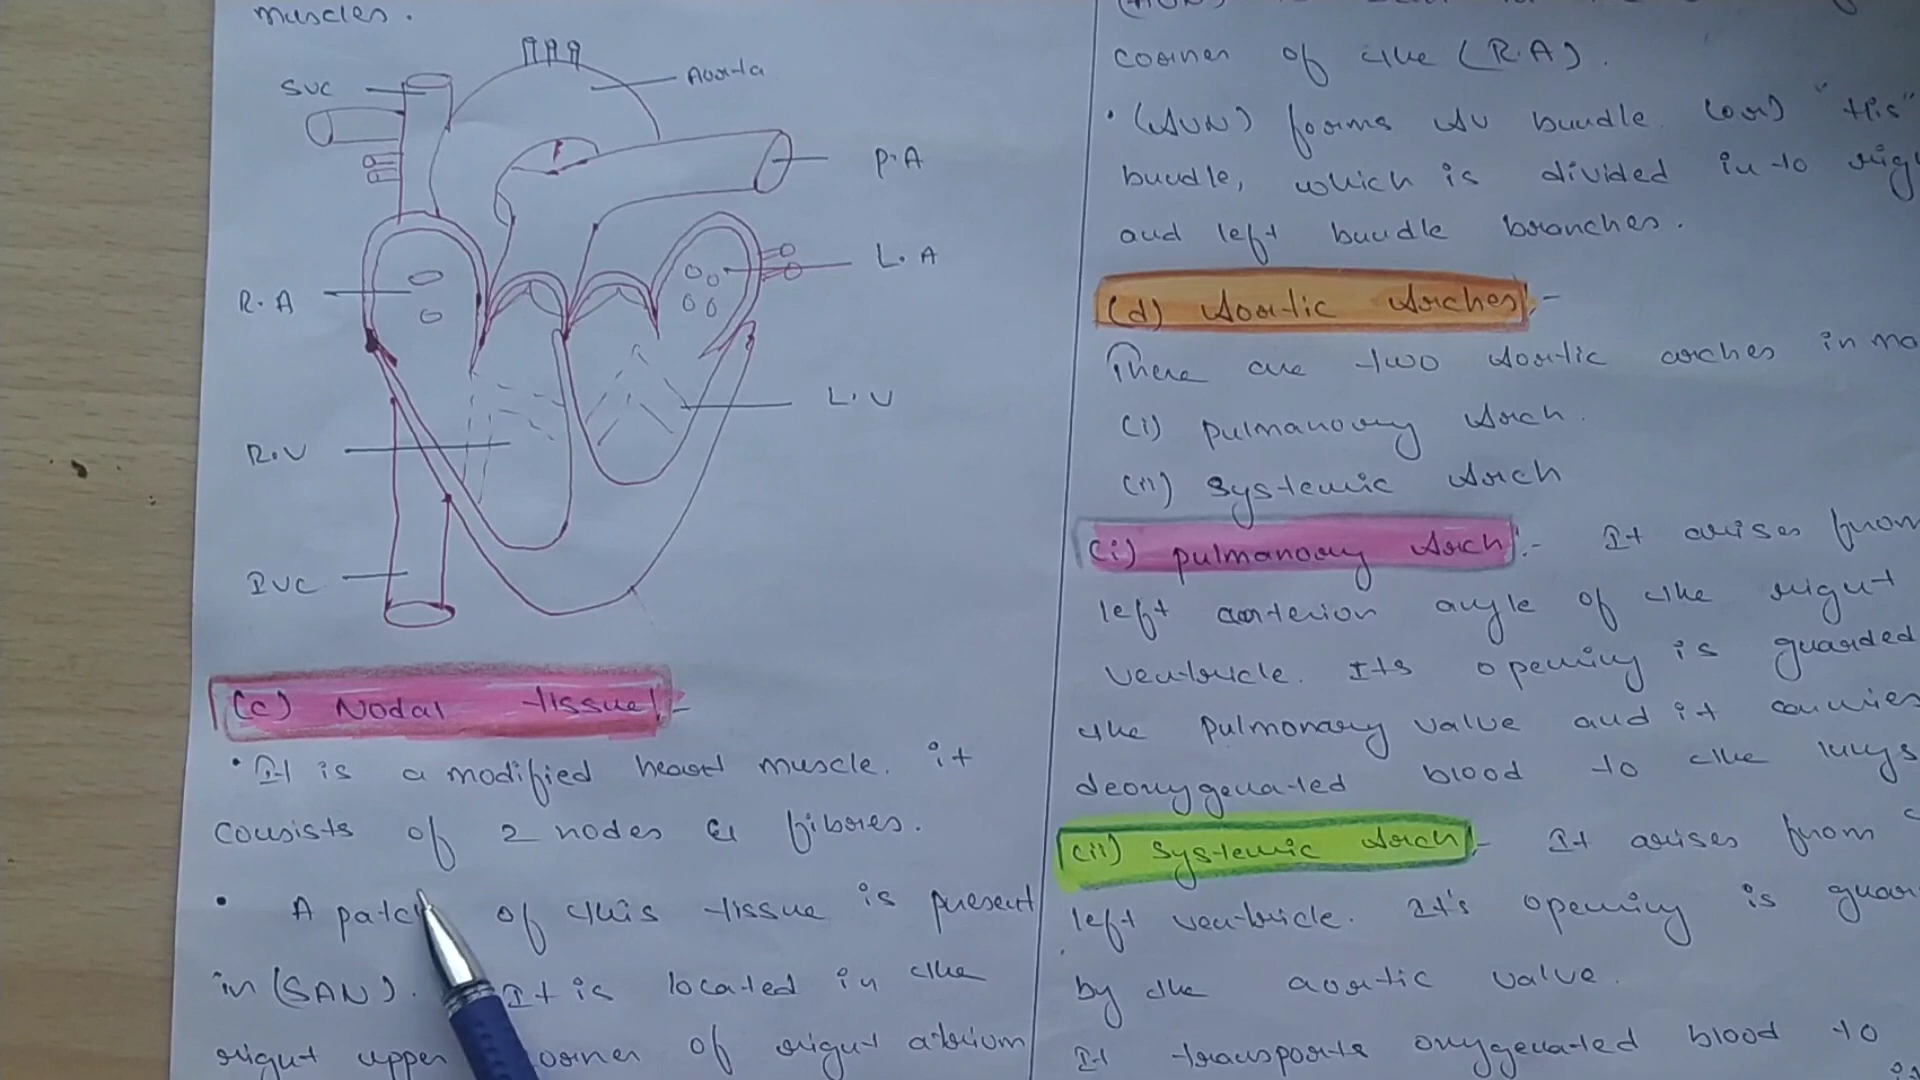 muscles.
SVC
Aorta
P.A
L.A
R.A
L.V
R.V
IVC
(c) Nodal tissue:-
• It is a modified heart muscle. it
consists of 2 nodes & fibres.
• A patch of this tissue is present
in (SAN). It is located in the
right upper corner of right atrium
corner of the (R.A).
• (AVN) forms AV bundle (or) "His"
bundle, which is divided in to
and left bundle branches.
(d) Aortic Arches:-
There are two Aortic arches in
(i) pulmanory Arch.
(ii) systemic Arch
(i) pulmanory Arch:- It arises from
left anterior angle of the right
ventricle. Its opening is guarded
the pulmonary value and it carries
deoxygenated blood to the lungs
(ii) systemic Arch:- It arises from
left ventricle. It's opening is
by the aortic valve.
It transports oxygenated blood to